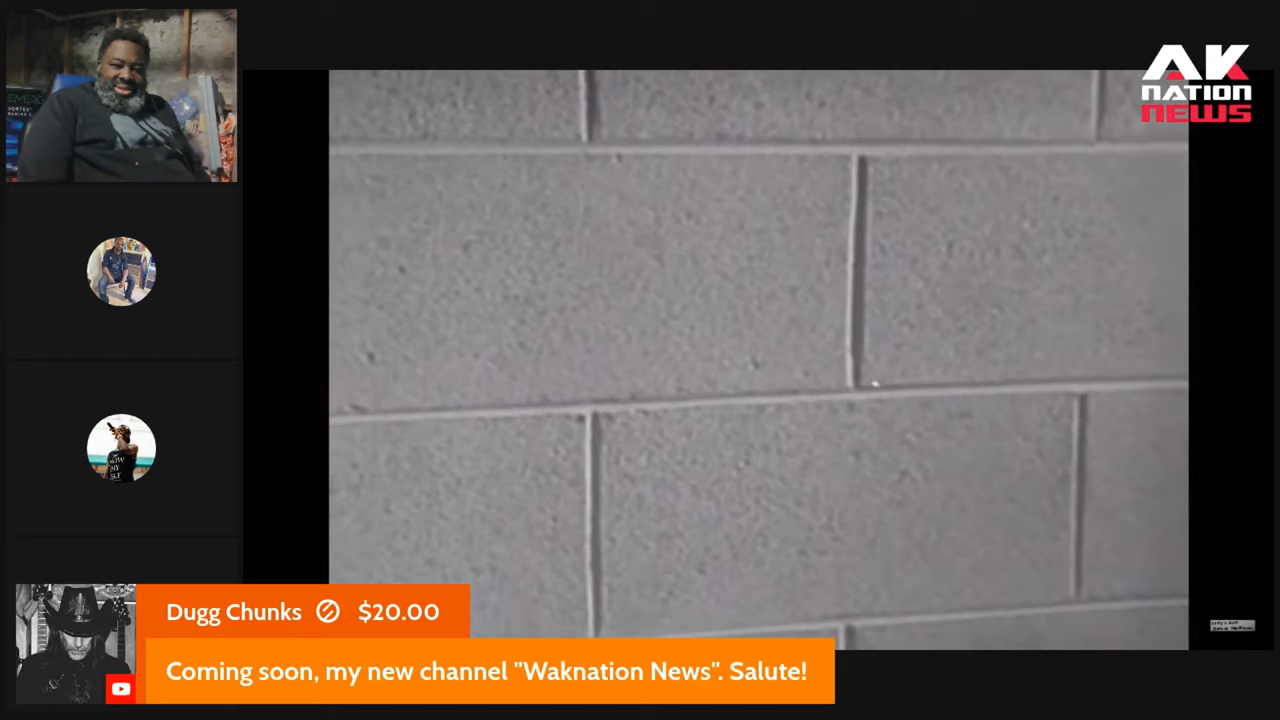 AK
NATION
NEWS
Dugg Chunks $20.00
Coming soon, my new channel "Waknation News". Salute!